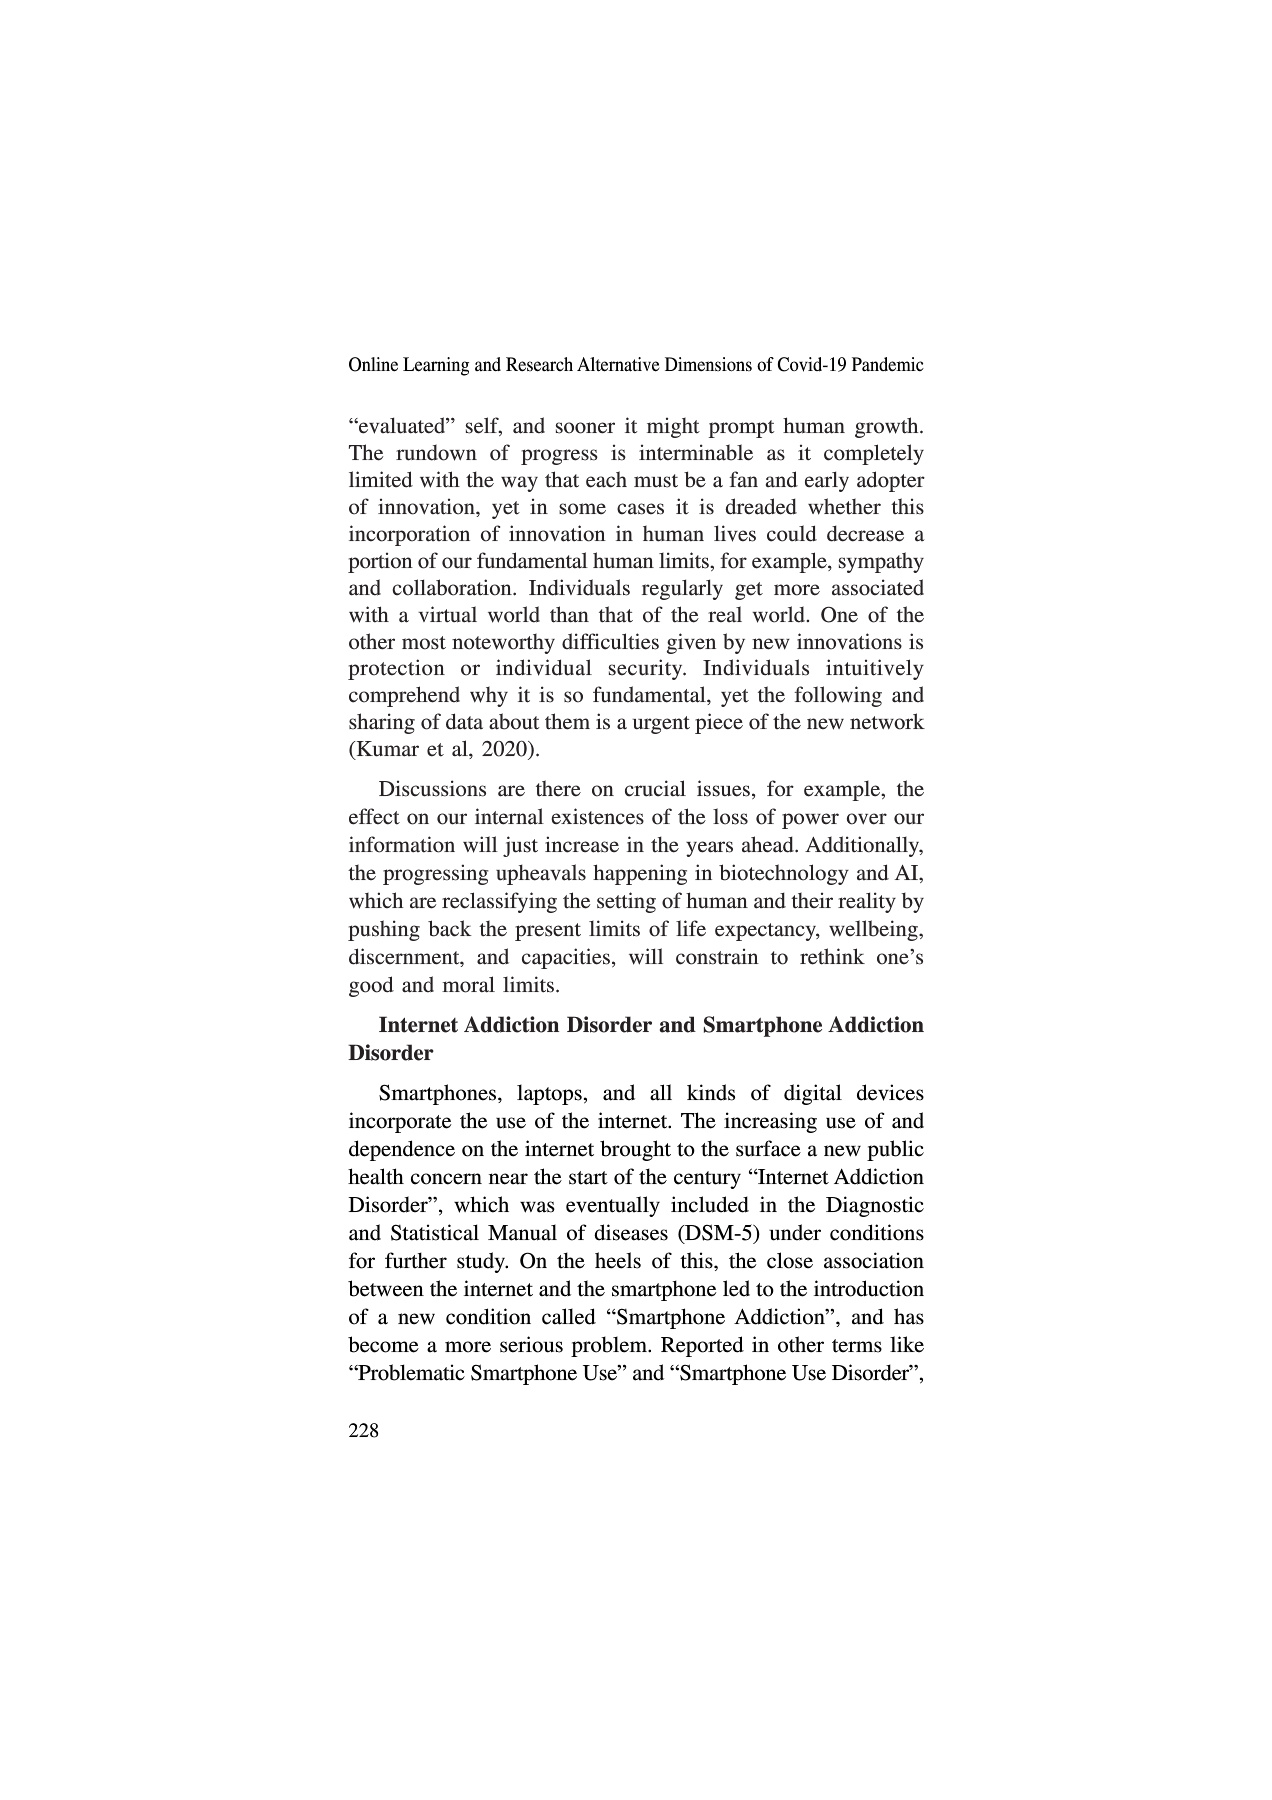 Online Learning and Research Alternative Dimensions of Covid-19 Pandemic
“evaluated” self, and sooner it might prompt human growth.
The rundown of progress is interminable as it completely
limited with the way that each must be a fan and early adopter
of innovation, yet in some cases it is dreaded whether this
incorporation of innovation in human lives could decrease a
portion of our fundamental human limits, for example, sympathy
and collaboration. Individuals regularly get more associated
with a virtual world than that of the real world. One of the
other most noteworthy difficulties given by new innovations is
protection or individual security. Individuals intuitively
comprehend why it is so fundamental, yet the following and
sharing of data about them is a urgent piece of the new network
(Kumar et al, 2020).
Discussions are there on crucial issues, for example, the
effect on our internal existences of the loss of power over our
information will just increase in the years ahead. Additionally,
the progressing upheavals happening in biotechnology and AI,
which are reclassifying the setting of human and their reality by
pushing back the present limits of life expectancy, wellbeing,
discernment, and capacities, will constrain to rethink one’s
good and moral limits.
Internet Addiction Disorder and Smartphone Addiction
Disorder
Smartphones, laptops, and all kinds of digital devices
incorporate the use of the internet. The increasing use of and
dependence on the internet brought to the surface a new public
health concern near the start of the century “Internet Addiction
Disorder”, which was eventually included in the Diagnostic
and Statistical Manual of diseases (DSM-5) under conditions
for further study. On the heels of this, the close association
between the internet and the smartphone led to the introduction
of a new condition called “Smartphone Addiction”, and has
become a more serious problem. Reported in other terms like
“Problematic Smartphone Use” and “Smartphone Use Disorder”,
228